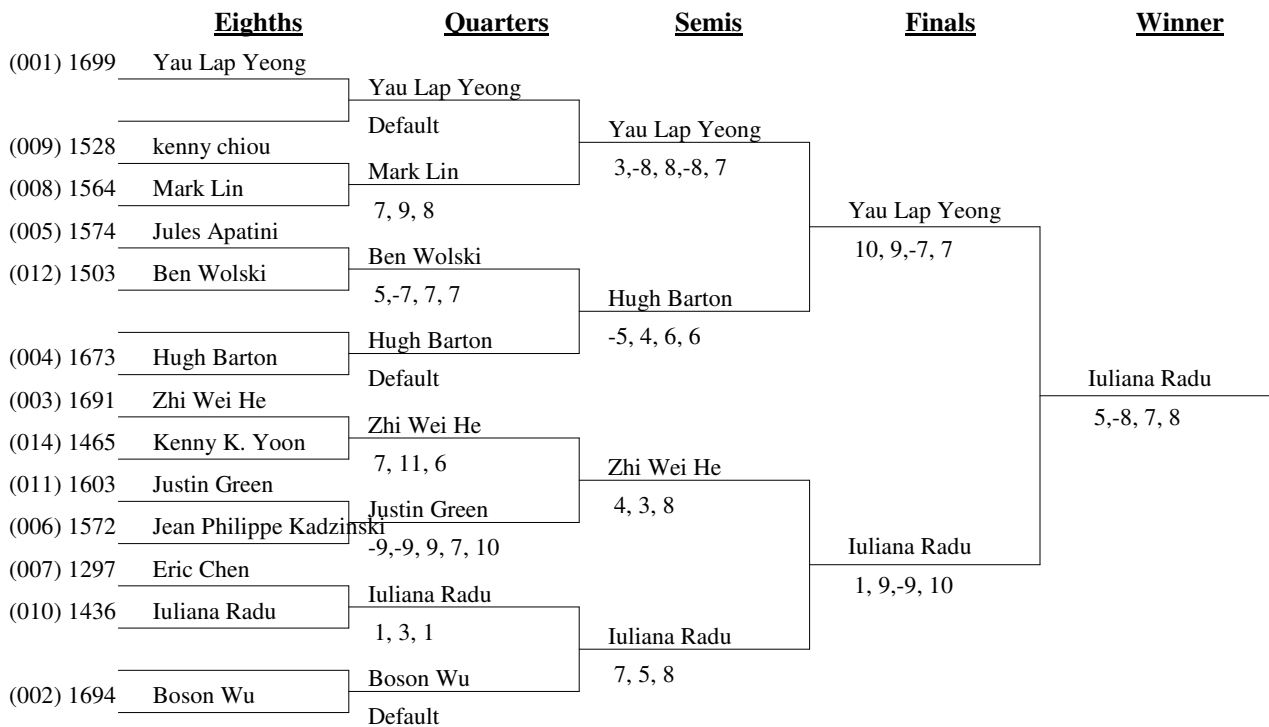 Eighths Quarters Semis Finals Winner
(001) 1699 Yau Lap Yeong
Yau Lap Yeong
Default
Yau Lap Yeong
3,-8, 8,-8, 7
(009) 1528 kenny chiou
(008) 1564 Mark Lin
Mark Lin
7, 9, 8
Yau Lap Yeong
10, 9,-7, 7
(005) 1574 Jules Apatini
(012) 1503 Ben Wolski
Ben Wolski
5,-7, 7, 7
Hugh Barton
-5, 4, 6, 6
(004) 1673 Hugh Barton
Hugh Barton
Default
Iuliana Radu
5,-8, 7, 8
(003) 1691 Zhi Wei He
(014) 1465 Kenny K. Yoon
Zhi Wei He
7, 11, 6
Zhi Wei He
4, 3, 8
(011) 1603 Justin Green
(006) 1572 Jean Philippe Kadzinski
Justin Green
-9,-9, 9, 7, 10
Iuliana Radu
1, 9,-9, 10
(007) 1297 Eric Chen
(010) 1436 Iuliana Radu
Iuliana Radu
1, 3, 1
Iuliana Radu
7, 5, 8
(002) 1694 Boson Wu
Boson Wu
Default